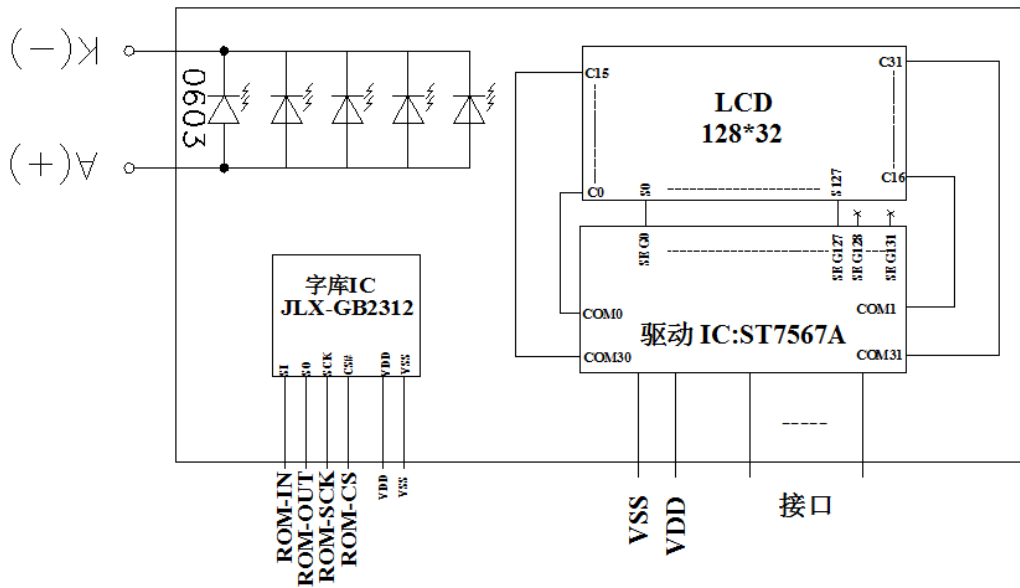 K(-)
A(+)
0603
字库IC
JLX-GB2312
SI
SO
SCK
CS#
VDD
VSS
ROM-IN
ROM-OUT
ROM-SCK
ROM-CS
VDD
VSS
C15
C31
LCD
128*32
C0
S0
S127
C16
SEG0
SEG127
SEG128
SEG131
COM0
COM1
驱动 IC:ST7567A
COM30
COM31
VSS
VDD
接口